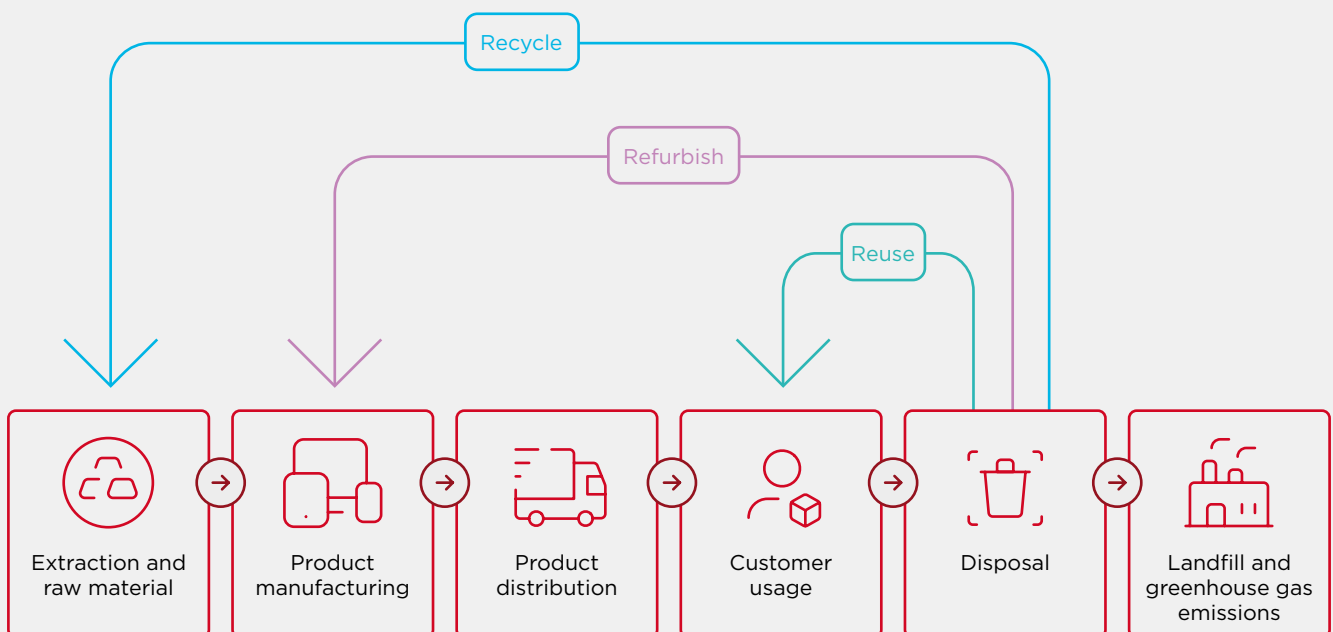 Recycle
Refurbish
Reuse
Extraction and
raw material
Product
manufacturing
Product
distribution
Customer
usage
Disposal
Landfill and
greenhouse gas
emissions